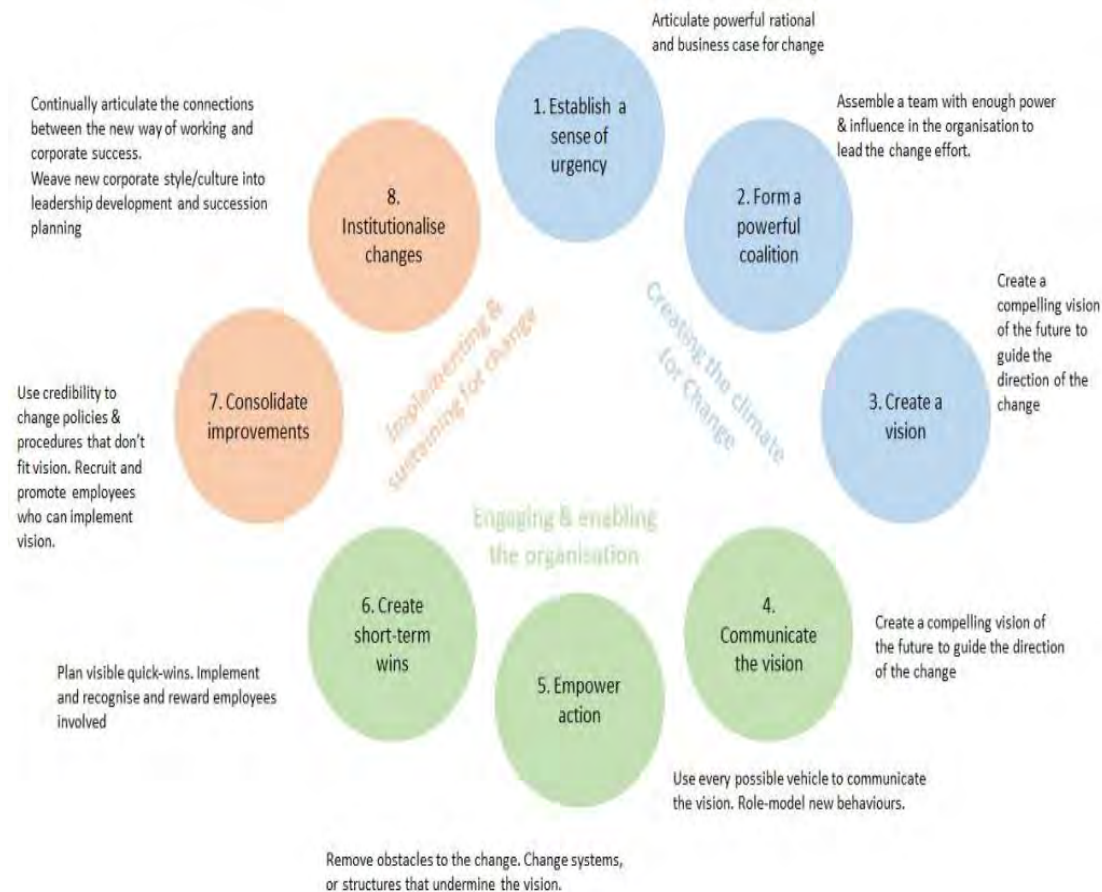 Articulate powerful rational
and business case for change
1. Establish a
sense of
urgency
Assemble a team with enough power
& influence in the organisation to
lead the change effort.
2. Form a
powerful
coalition
Create a
compelling vision
of the future to
guide the
direction of the
change
3. Create a
vision
Creating the climate
for Change
4.
Communicate
the vision
Create a compelling vision of
the future to guide the direction
of the change
Use every possible vehicle to communicate
the vision. Role-model new behaviours.
5. Empower
action
Remove obstacles to the change. Change systems,
or structures that undermine the vision.
Engaging & enabling
the organisation
6. Create
short-term
wins
Plan visible quick-wins. Implement
and recognise and reward employees
involved
7. Consolidate
improvements
Use credibility to
change policies &
procedures that don't
fit vision. Recruit and
promote employees
who can implement
vision.
Implementing &
sustaining for change
8.
Institutionalise
changes
Continually articulate the connections
between the new way of working and
corporate success.
Weave new corporate style/culture into
leadership development and succession
planning